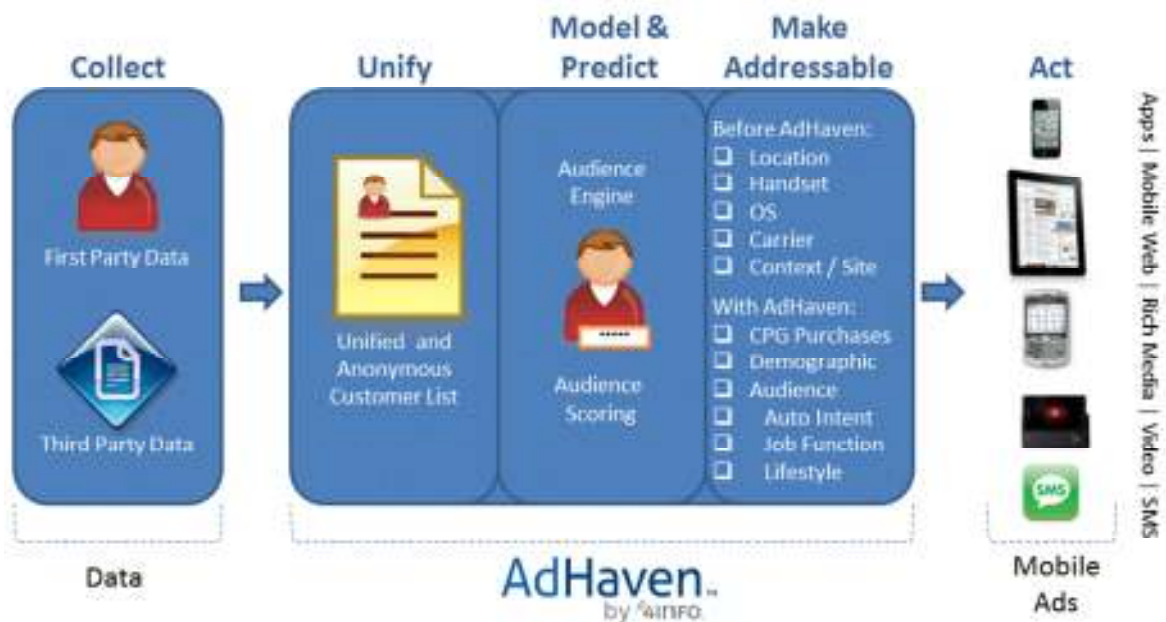 Collect
Unify
Model &
Predict
Make
Addressable
Act
First Party Data
Third Party Data
Unified and
Anonymous
Customer List
Audience
Engine
Audience
Scoring
Before AdHaven:
❑ Location
❑ Handset
❑ OS
❑ Carrier
❑ Context / Site
With AdHaven:
❑ CPG Purchases
❑ Demographic
❑ Audience
❑ Auto Intent
❑ Job Function
❑ Lifestyle
SMS
Apps | Mobile Web | Rich Media | Video | SMS
Data
AdHaven™
by 4INFO
Mobile
Ads